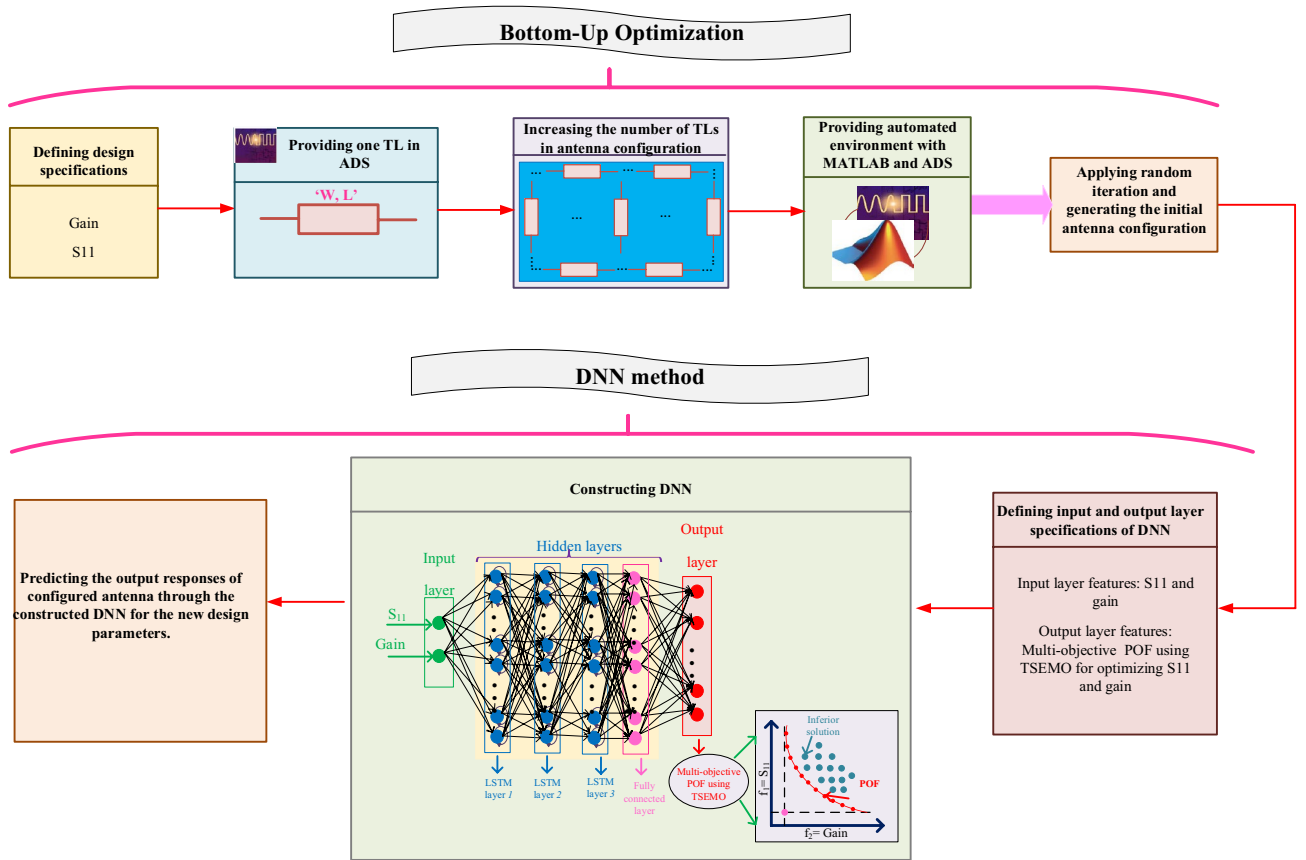 Bottom-Up Optimization
Defining design
specifications
Gain
S11
Providing one TL in
ADS
‘W, L’
Increasing the number of TLs
in antenna configuration
...
...
...
...
...
...
Providing automated
environment with
MATLAB and ADS
Applying random
iteration and
generating the initial
antenna configuration
DNN method
Defining input and output layer
specifications of DNN
Input layer features: S11 and
gain
Output layer features:
Multi-objective POF using
TSEMO for optimizing S11
and gain
Constructing DNN
Input
layer
Hidden layers
Output
layer
S11
Gain
LSTM
layer 1
LSTM
layer 2
LSTM
layer 3
Fully
connected
layer
Multi-objective
POF using
TSEMO
Inferior
solution
POF
f1= S11
f2= Gain
Predicting the output responses of
configured antenna through the
constructed DNN for the new design
parameters.